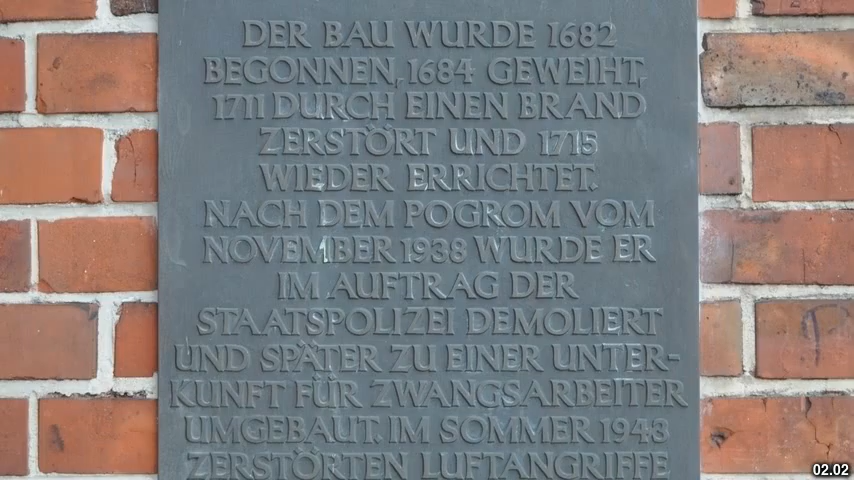 DER BAU WURDE 1682
BEGONNEN, 1684 GEWEIHT,
1711 DURCH EINEN BRAND
ZERSTÖRT UND 1715
WIEDER ERRICHTET.
NACH DEM POGROM VOM
NOVEMBER 1938 WURDE ER
IM AUFTRAG DER
STAATSPOLIZEI DEMOLIERT
UND SPÄTER ZU EINER UNTER-
KUNFT FÜR ZWANGSARBEITER
UMGEBAUT. IM SOMMER 1943
ZERSTÖRTEN LUFTANGRIFFE
02.02